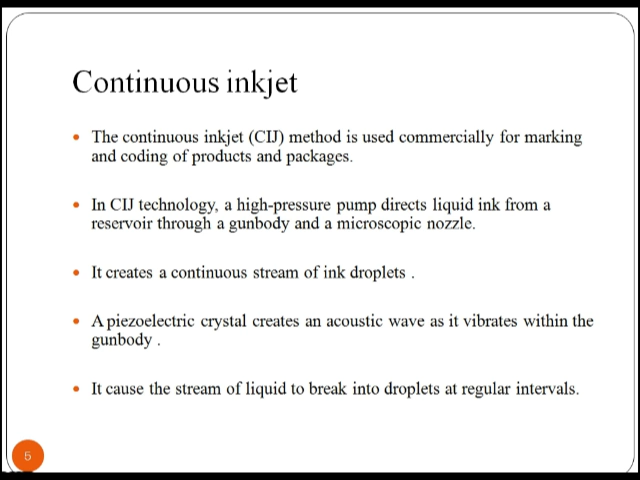 Continuous inkjet
• The continuous inkjet (CIJ) method is used commercially for marking
and coding of products and packages.
• In CIJ technology, a high-pressure pump directs liquid ink from a
reservoir through a gunbody and a microscopic nozzle.
• It creates a continuous stream of ink droplets .
• A piezoelectric crystal creates an acoustic wave as it vibrates within the
gunbody .
• It cause the stream of liquid to break into droplets at regular intervals.
5